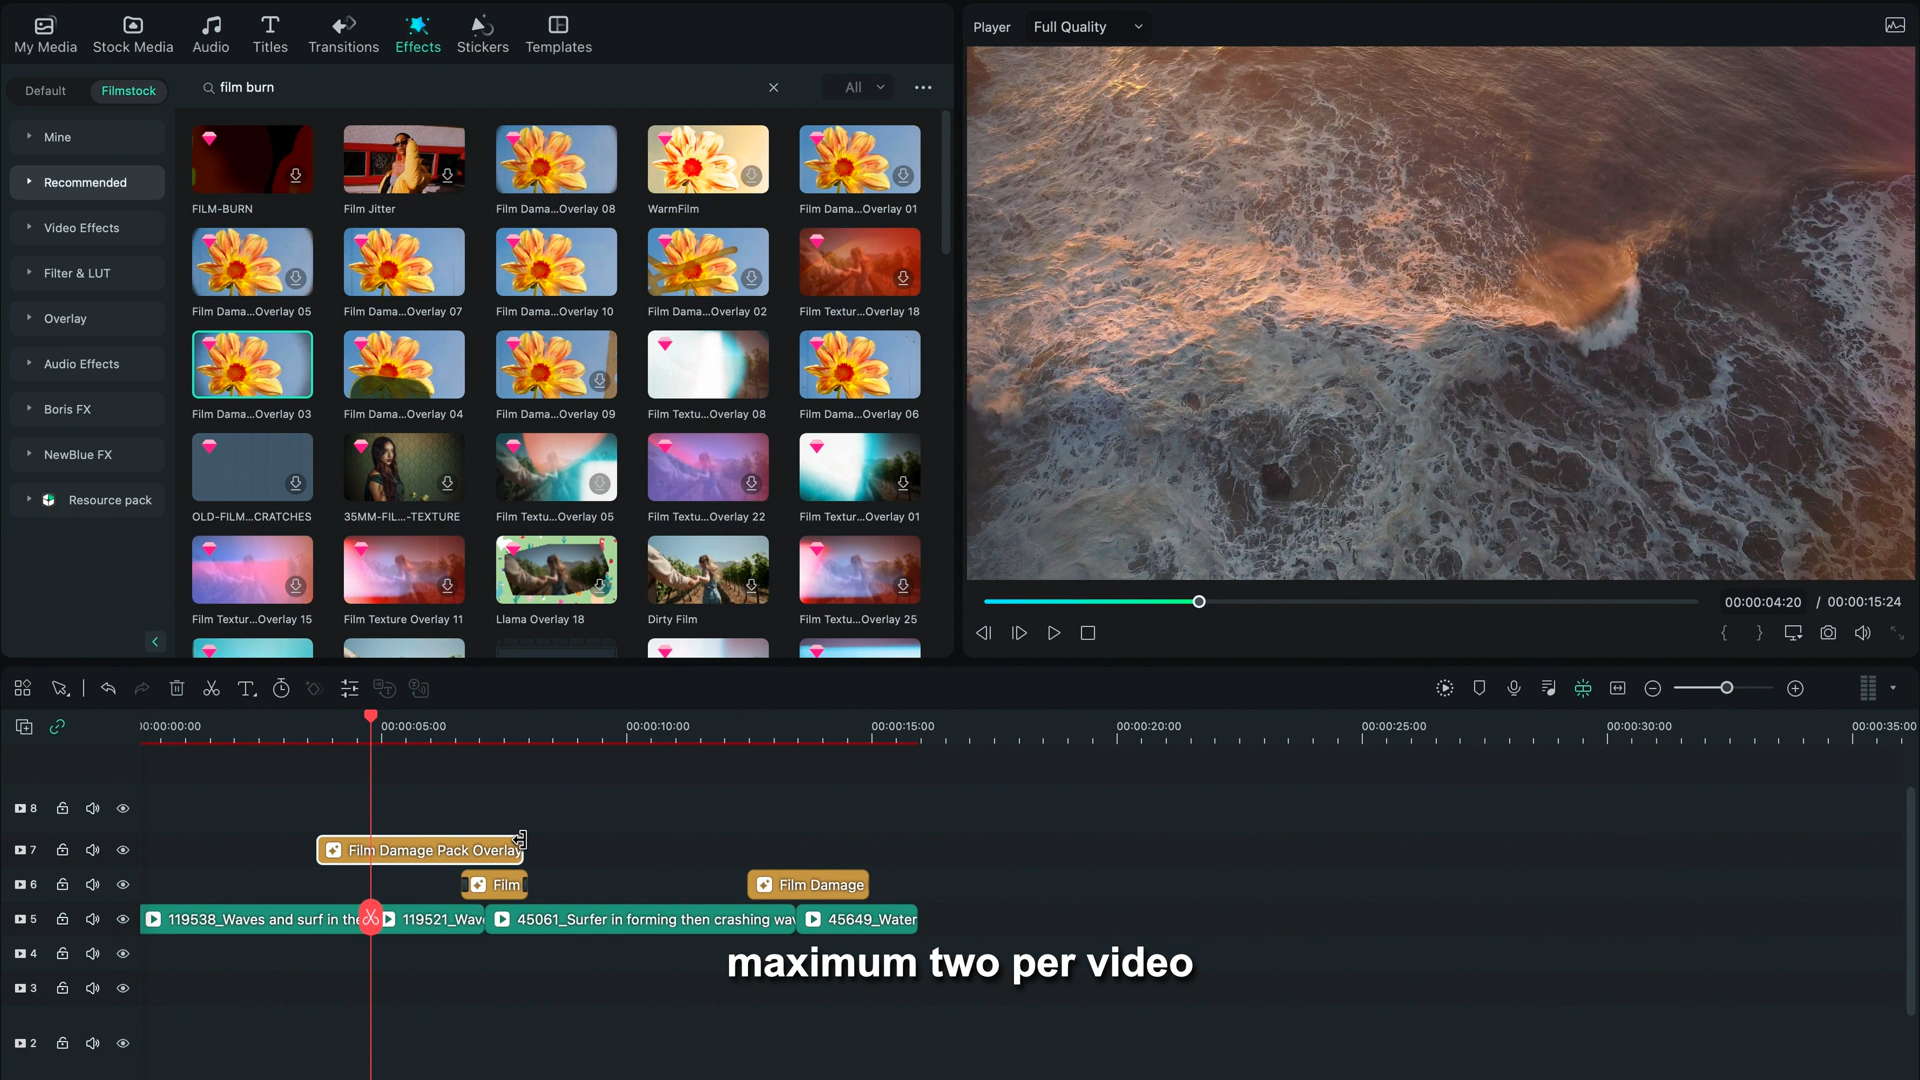 My Media
Stock Media
Audio
Titles
Transitions
Effects
Stickers
Templates
Player
Full Quality
Default
Filmstock
film burn
All
Mine
Recommended
Video Effects
Filter & LUT
Overlay
Audio Effects
Boris FX
NewBlue FX
Resource pack
FILM-BURN
Film Jitter
Film Dama...Overlay 08
WarmFilm
Film Dama...Overlay 01
Film Dama...Overlay 05
Film Dama...Overlay 07
Film Dama...Overlay 10
Film Dama...Overlay 02
Film Textur...Overlay 18
Film Dama...Overlay 03
Film Dama...Overlay 04
Film Dama...Overlay 09
Film Textu...Overlay 08
Film Dama...Overlay 06
OLD-FILM...CRATCHES
35MM-FIL...-TEXTURE
Film Textu...Overlay 05
Film Textu...Overlay 22
Film Textur...Overlay 01
Film Textur...Overlay 15
Film Texture Overlay 11
Llama Overlay 18
Dirty Film
Film Textu...Overlay 25
00:00:04:20 / 00:00:15:24
00:00:00:00
00:00:05:00
00:00:10:00
00:00:15:00
00:00:20:00
00:00:25:00
00:00:30:00
00:00:35:00
8
7
Film Damage Pack Overlay
6
Film
Film Damage
5
119538_Waves and surf in the
119521_Wav
45061_Surfer in forming then crashing wav
45649_Water
4
maximum two per video
3
2